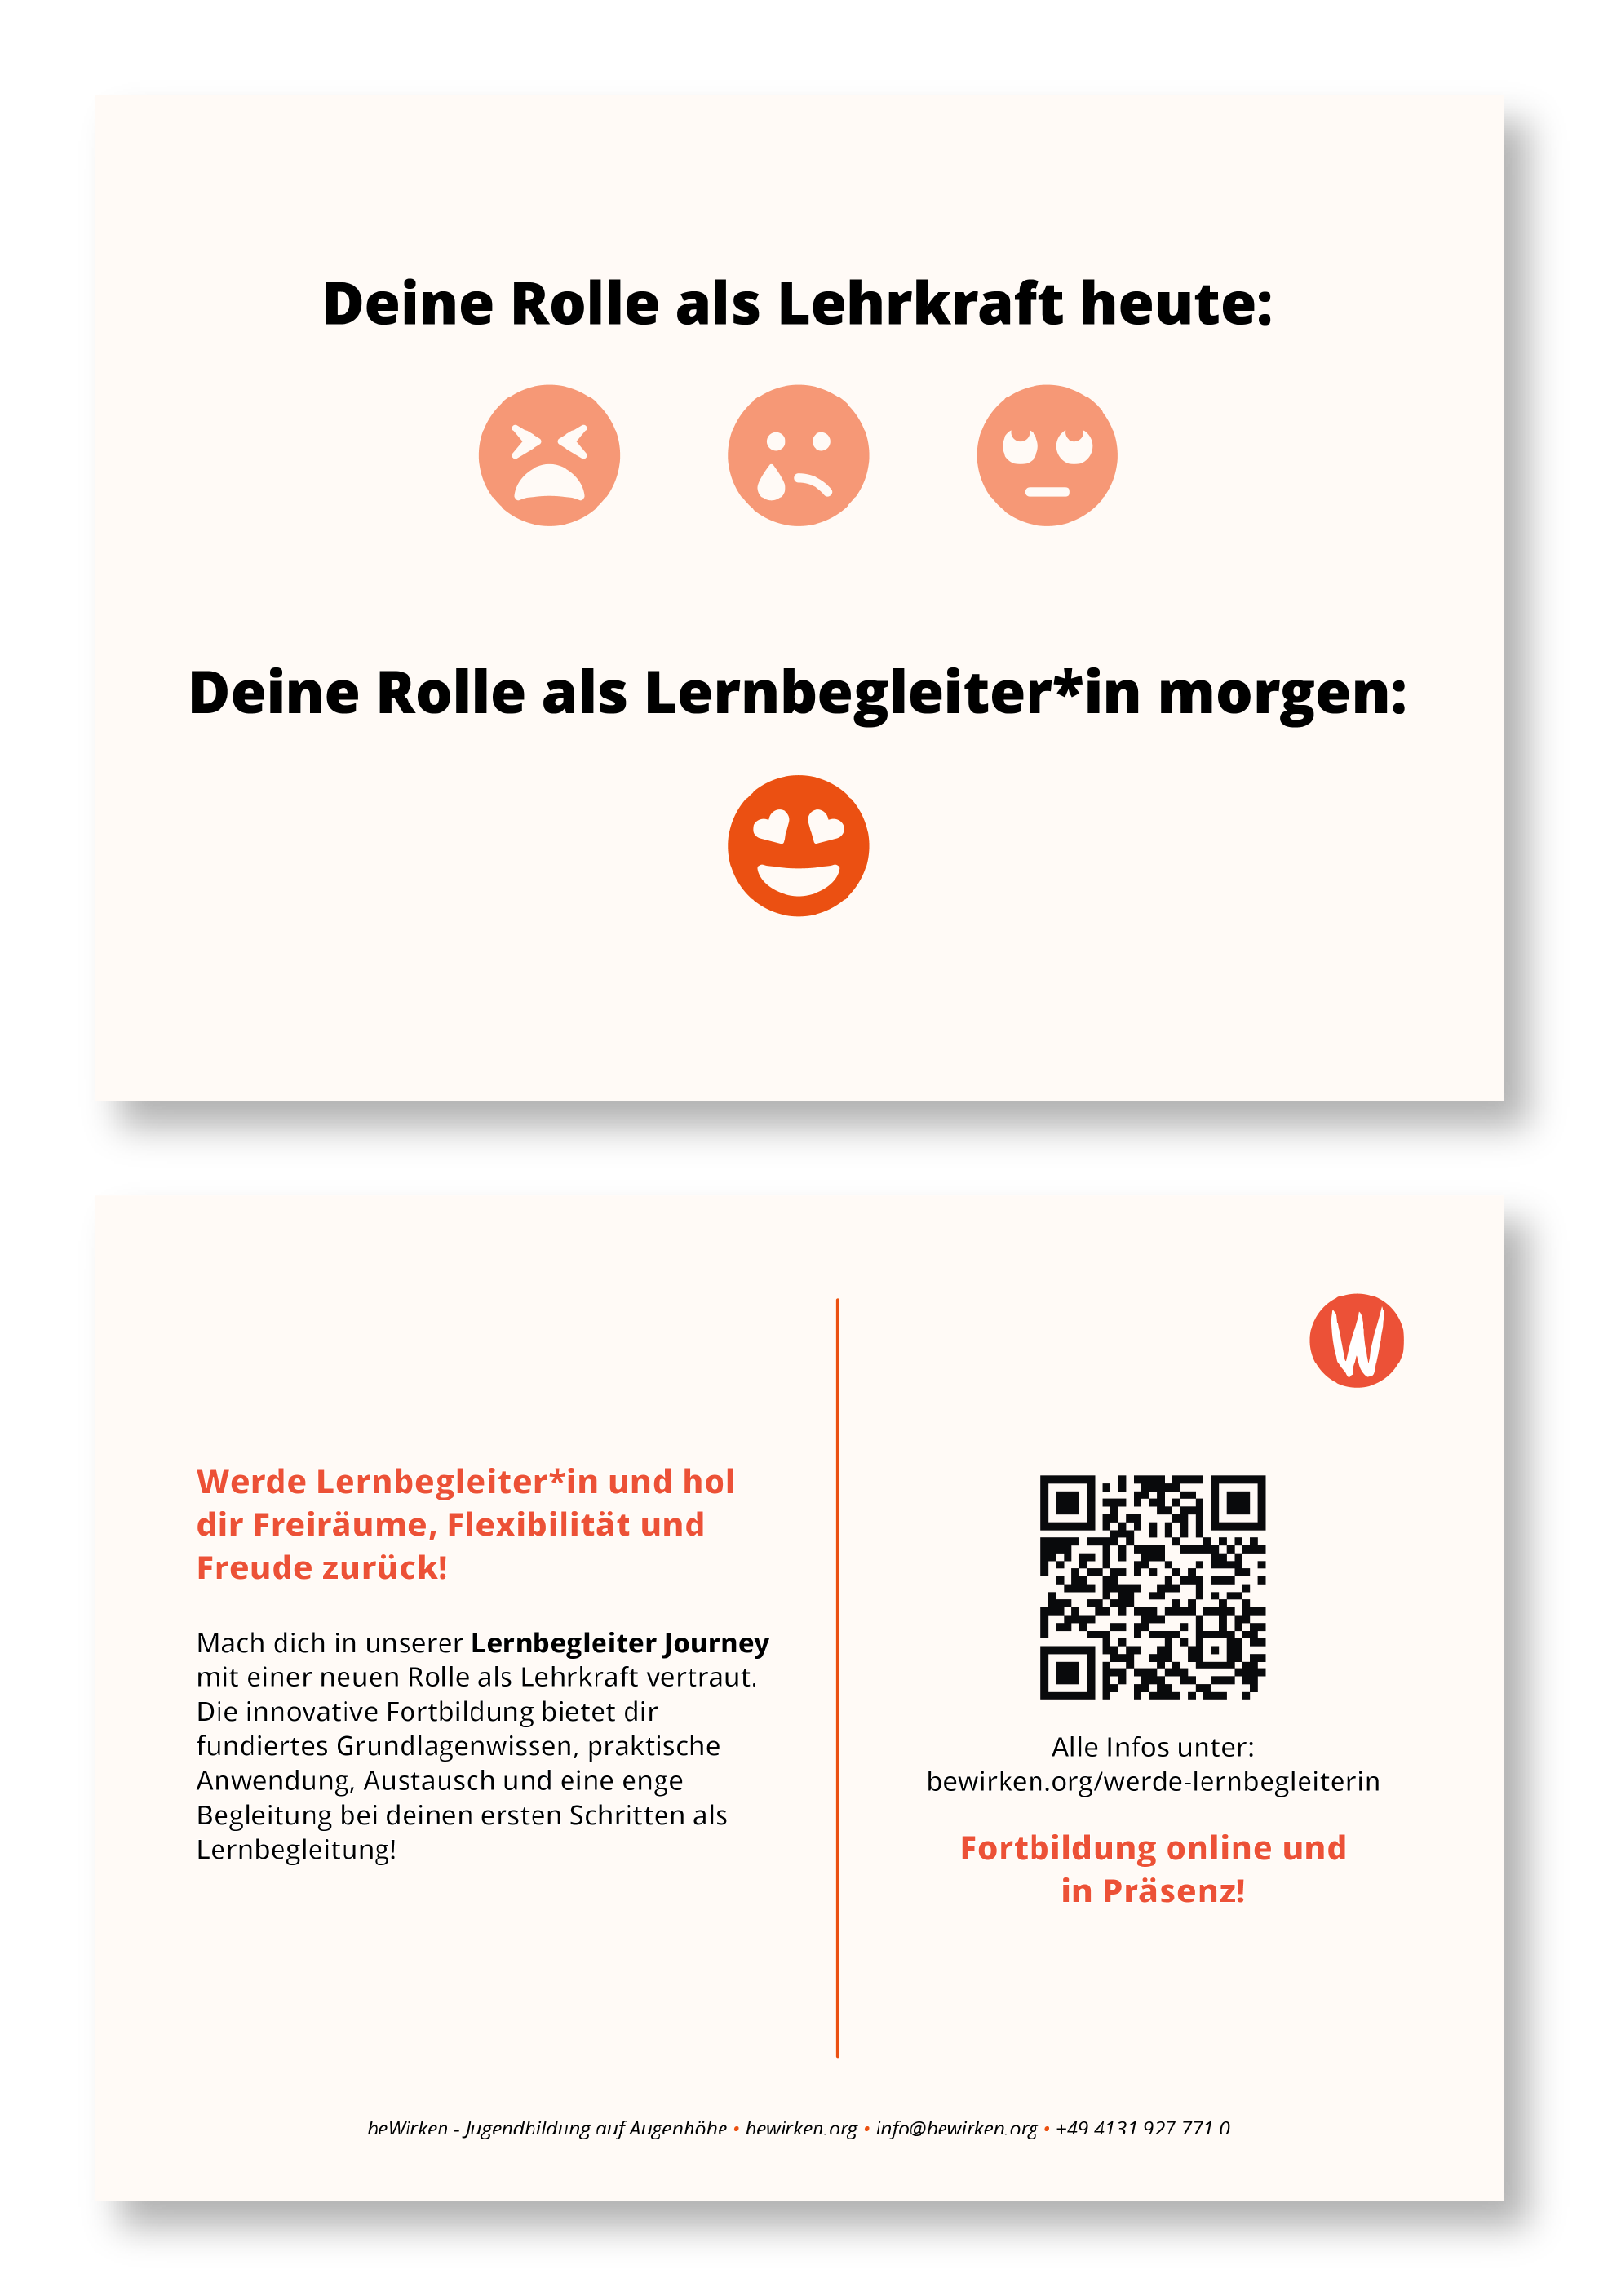 Deine Rolle als Lehrkraft heute:
Deine Rolle als Lernbegleiter*in morgen:
W
Werde Lernbegleiter*in und hol
dir Freiräume, Flexibilität und
Freude zurück!
Mach dich in unserer Lernbegleiter Journey
mit einer neuen Rolle als Lehrkraft vertraut.
Die innovative Fortbildung bietet dir
fundiertes Grundlagenwissen, praktische
Anwendung, Austausch und eine enge
Begleitung bei deinen ersten Schritten als
Lernbegleitung!
Alle Infos unter:
bewirken.org/werde-lernbegleiterin
Fortbildung online und
in Präsenz!
beWirken - Jugendbildung auf Augenhöhe • bewirken.org • info@bewirken.org • +49 4131 927 771 0